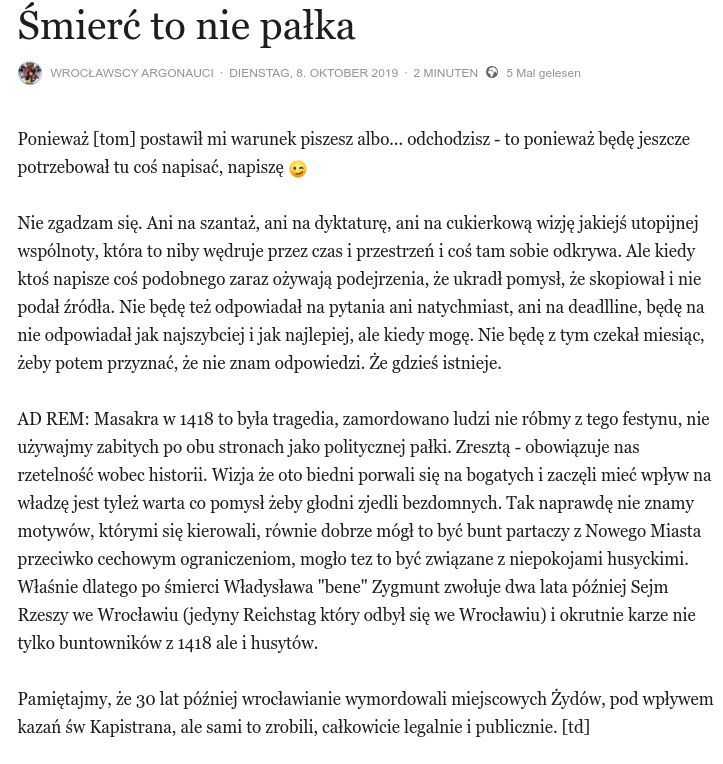 Śmierć to nie pałka
WROCŁAWSCY ARGONAUCI · DIENSTAG, 8. OKTOBER 2019 · 2 MINUTEN 5 Mal gelesen
Ponieważ [tom] postawił mi warunek piszesz albo... odchodzisz - to ponieważ będę jeszcze
potrzebował tu coś napisać, napiszę 😉
Nie zgadzam się. Ani na szantaż, ani na dyktaturę, ani na cukierkową wizję jakiejś utopijnej
wspólnoty, która to niby wędruje przez czas i przestrzeń i coś tam sobie odkrywa. Ale kiedy
ktoś napisze coś podobnego zaraz ożywają podejrzenia, że ukradł pomysł, że skopiował i nie
podał źródła. Nie będę też odpowiadał na pytania ani natychmiast, ani na deadlline, będę na
nie odpowiadał jak najszybciej i jak najlepiej, ale kiedy mogę. Nie będę z tym czekał miesiąc,
żeby potem przyznać, że nie znam odpowiedzi. Że gdzieś istnieje.
AD REM: Masakra w 1418 to była tragedia, zamordowano ludzi nie róbmy z tego festynu, nie
używajmy zabitych po obu stronach jako politycznej pałki. Zresztą - obowiązuje nas
rzetelność wobec historii. Wizja że oto biedni porwali się na bogatych i zaczęli mieć wpływ na
władzę jest tyleż warta co pomysł żeby głodni zjedli bezdomnych. Tak naprawdę nie znamy
motywów, którymi się kierowali, równie dobrze mógł to być bunt partaczy z Nowego Miasta
przeciwko cechowym ograniczeniom, mogło tez to być związane z niepokojami husyckimi.
Właśnie dlatego po śmierci Władysława "bene" Zygmunt zwołuje dwa lata później Sejm
Rzeszy we Wrocławiu (jedyny Reichstag który odbył się we Wrocławiu) i okrutnie karze nie
tylko buntowników z 1418 ale i husytów.
Pamiętajmy, że 30 lat później wrocławianie wymordowali miejscowych Żydów, pod wpływem
kazań św Kapistrana, ale sami to zrobili, całkowicie legalnie i publicznie. [td]